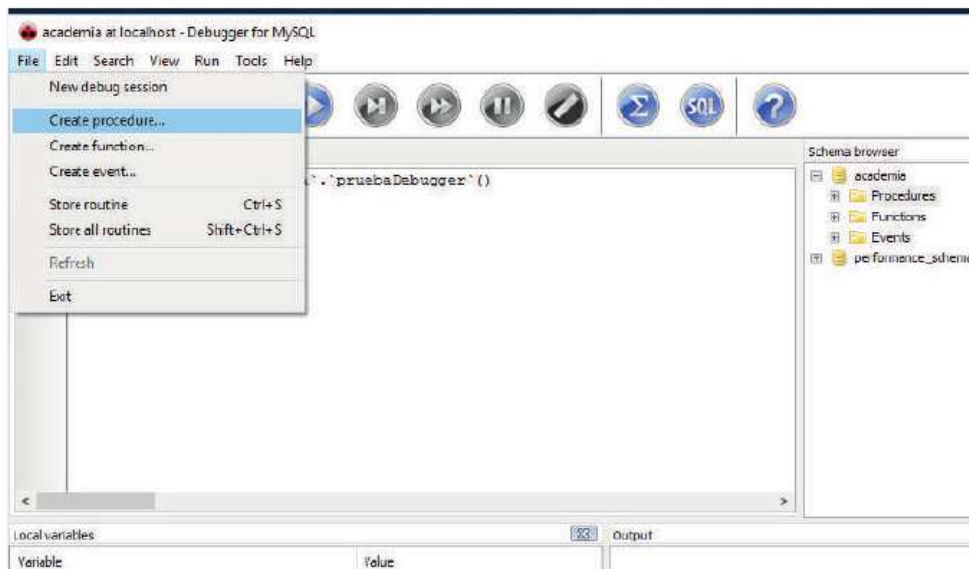 academia at localhost - Debugger for MySQL
File Edit Search View Run Tools Help
New debug session
Create procedure...
Create function...
Create event...
Store routine Ctrl+S
Store all routines Shift+Ctrl+S
Refresh
Exit
SQL
?
`.`pruebaDebugger`()
Schema browser
academia
Procedures
Functions
Events
performance_schema
Local variables
Output
Variable Value